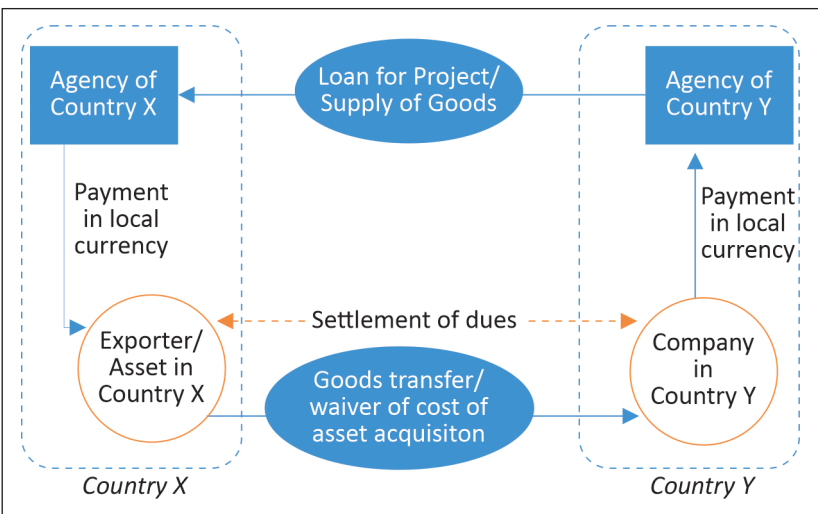 Agency of
Country X
Loan for Project/
Supply of Goods
Agency of
Country Y
Payment
in local
currency
Payment
in local
currency
Exporter/
Asset in
Country X
Settlement of dues
Company
in
Country Y
Goods transfer/
waiver of cost of
asset acquisiton
Country X
Country Y